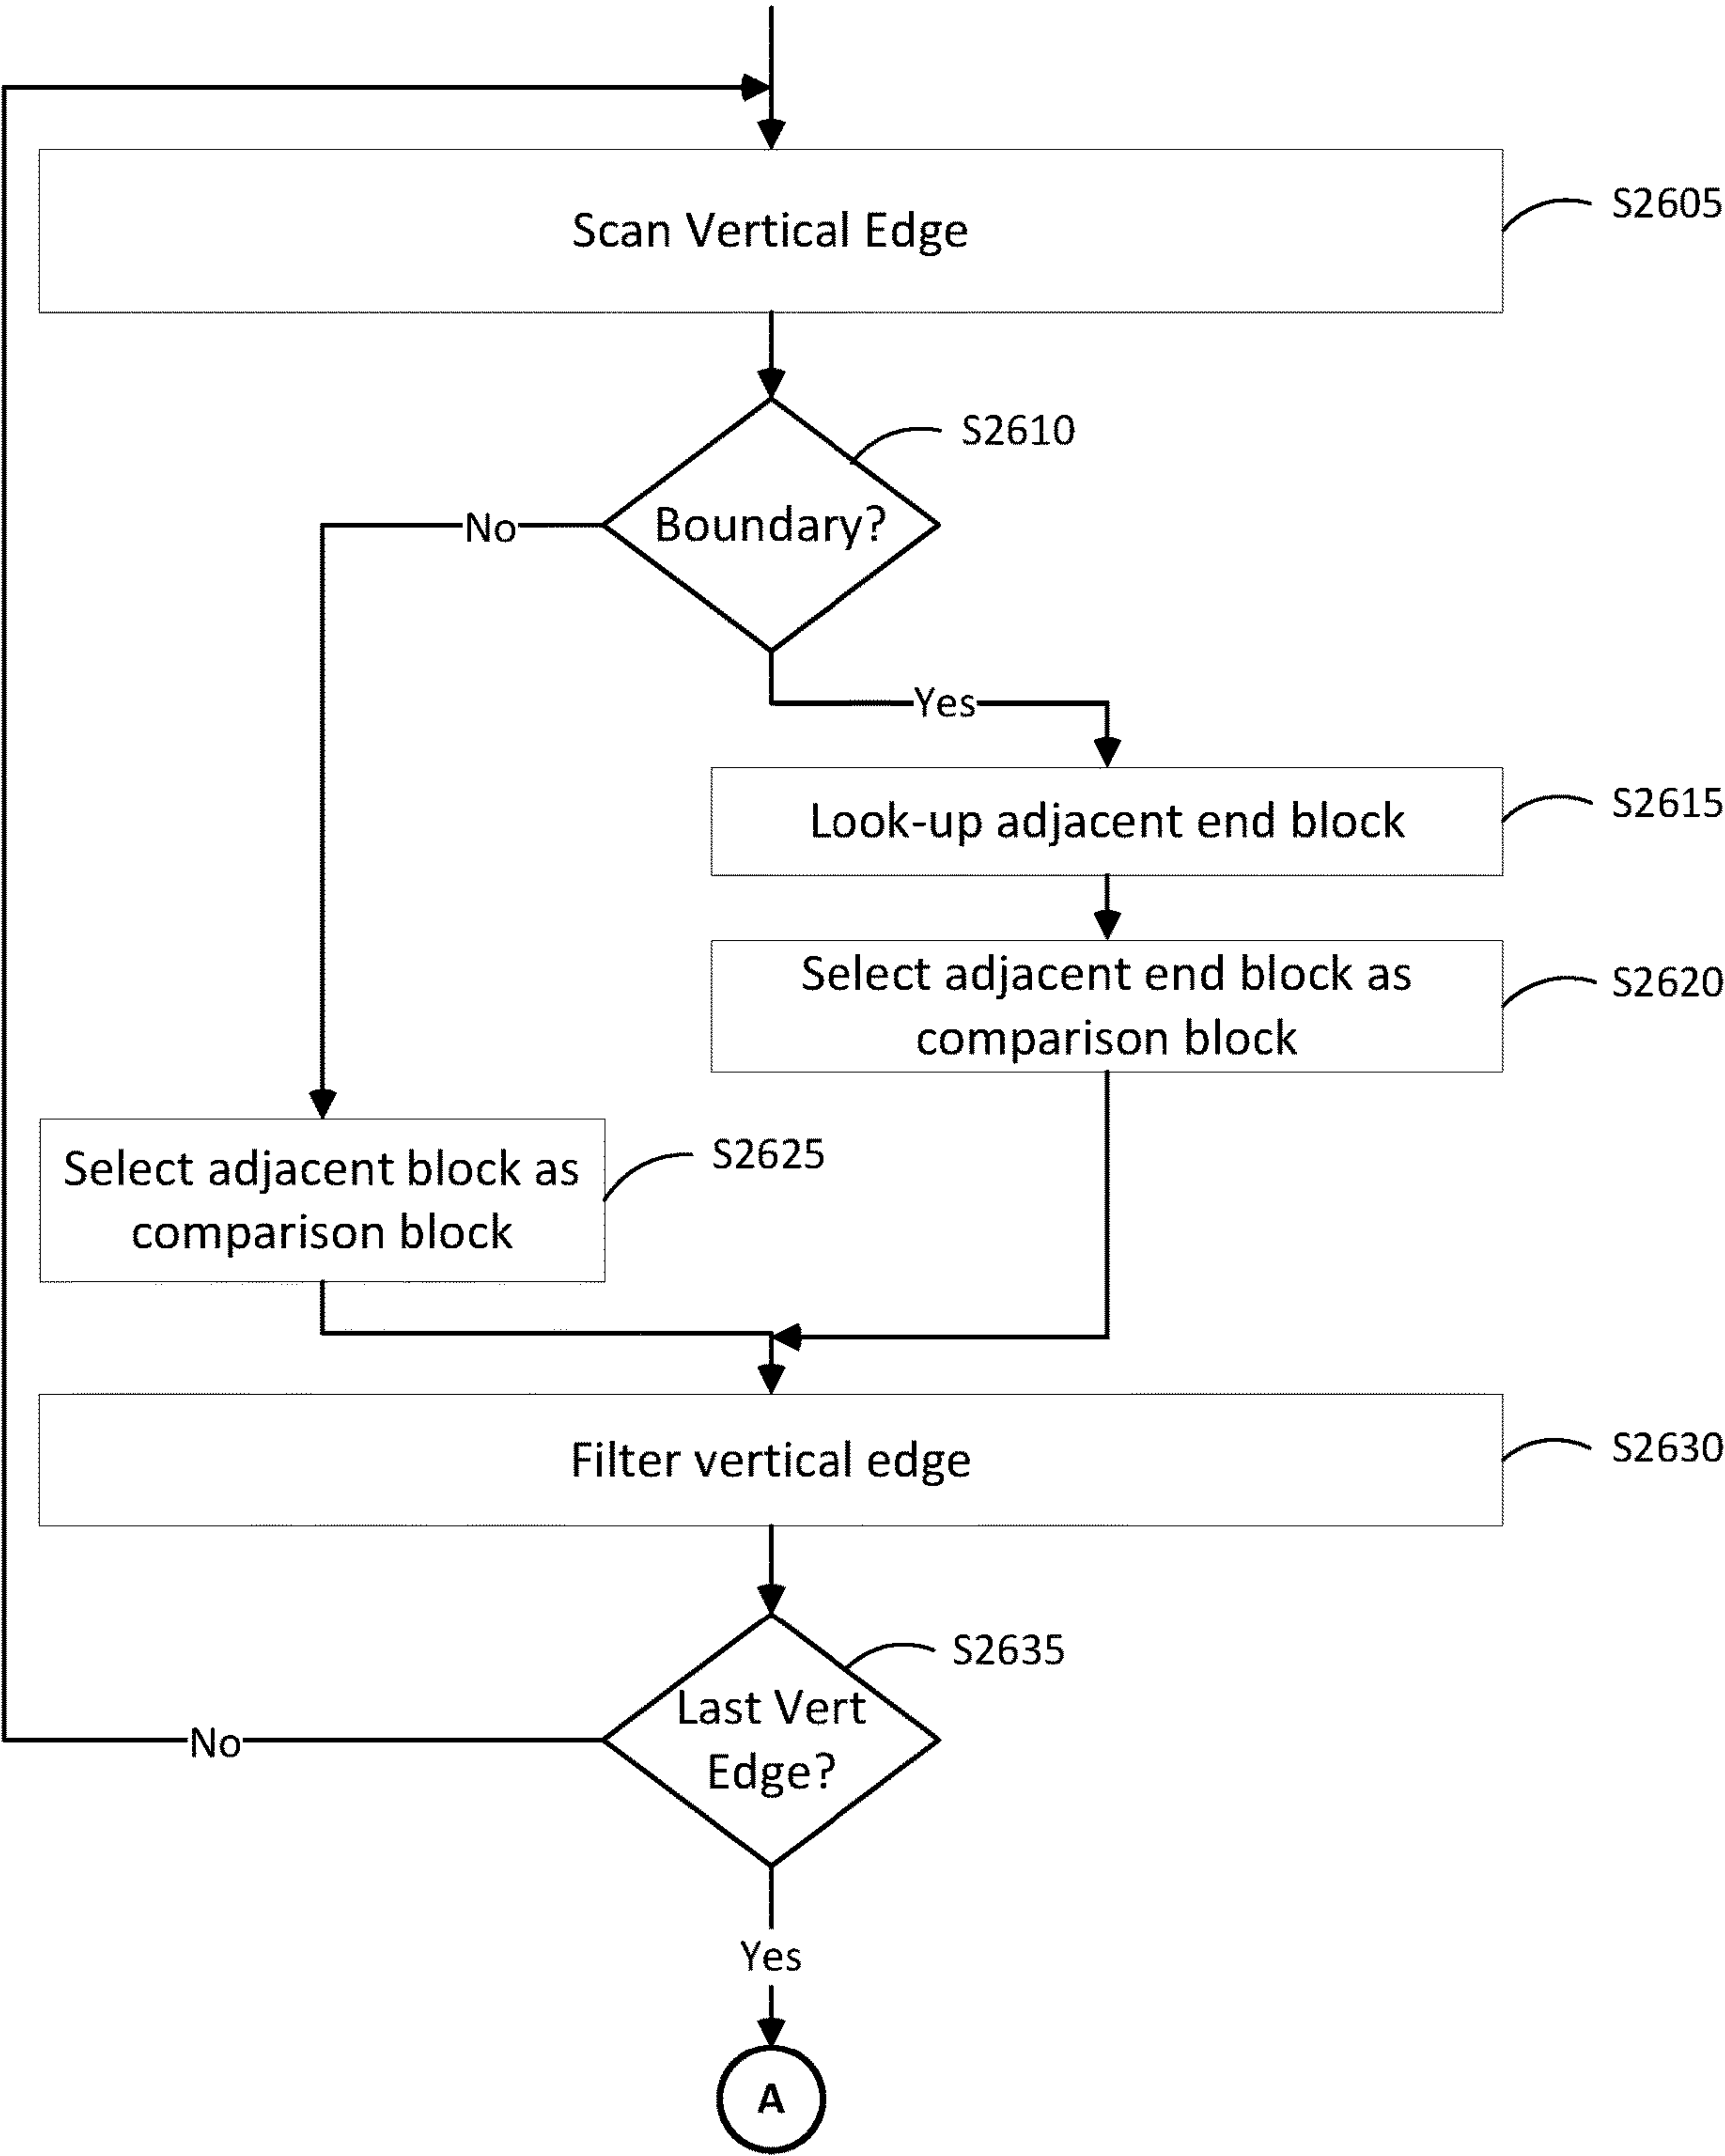 Scan Vertical Edge
S2605
S2610
Boundary?
No
Yes
Look-up adjacent end block
S2615
Select adjacent end block as
comparison block
S2620
Select adjacent block as
comparison block
S2625
Filter vertical edge
S2630
S2635
Last Vert
Edge?
No
Yes
A